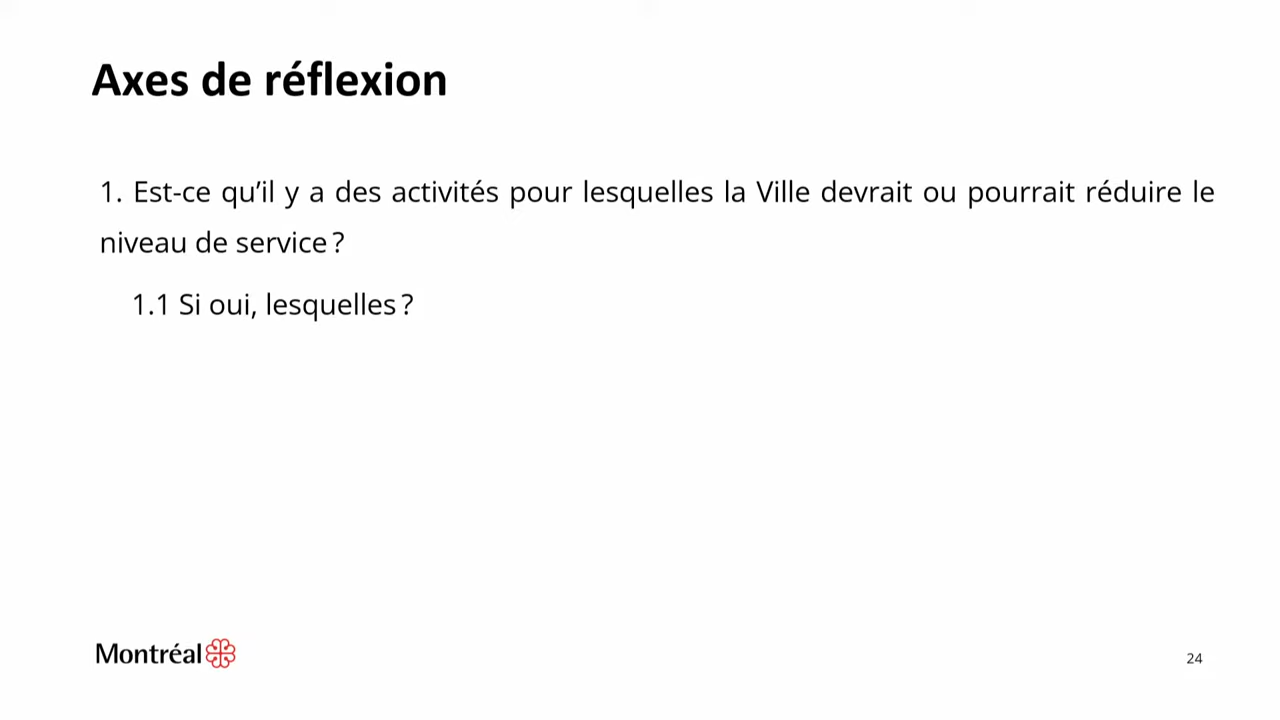 Axes de réflexion
1. Est-ce qu’il y a des activités pour lesquelles la Ville devrait ou pourrait réduire le
niveau de service ?
1.1 Si oui, lesquelles ?
Montréal
24